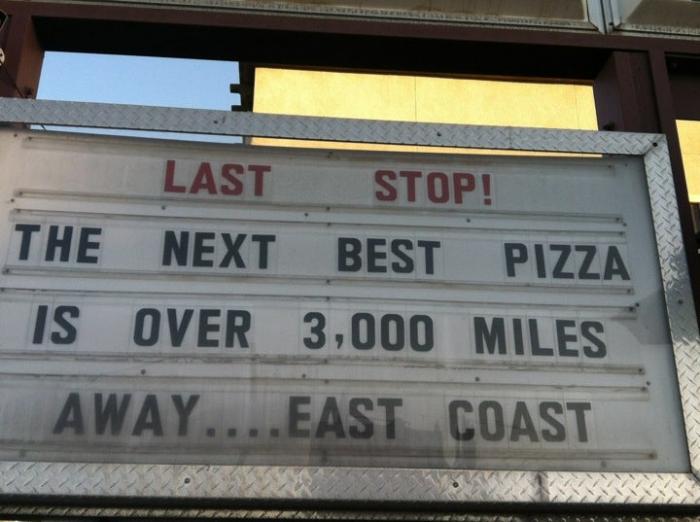 LAST STOP!
THE NEXT BEST PIZZA
IS OVER 3,000 MILES
AWAY....EAST COAST